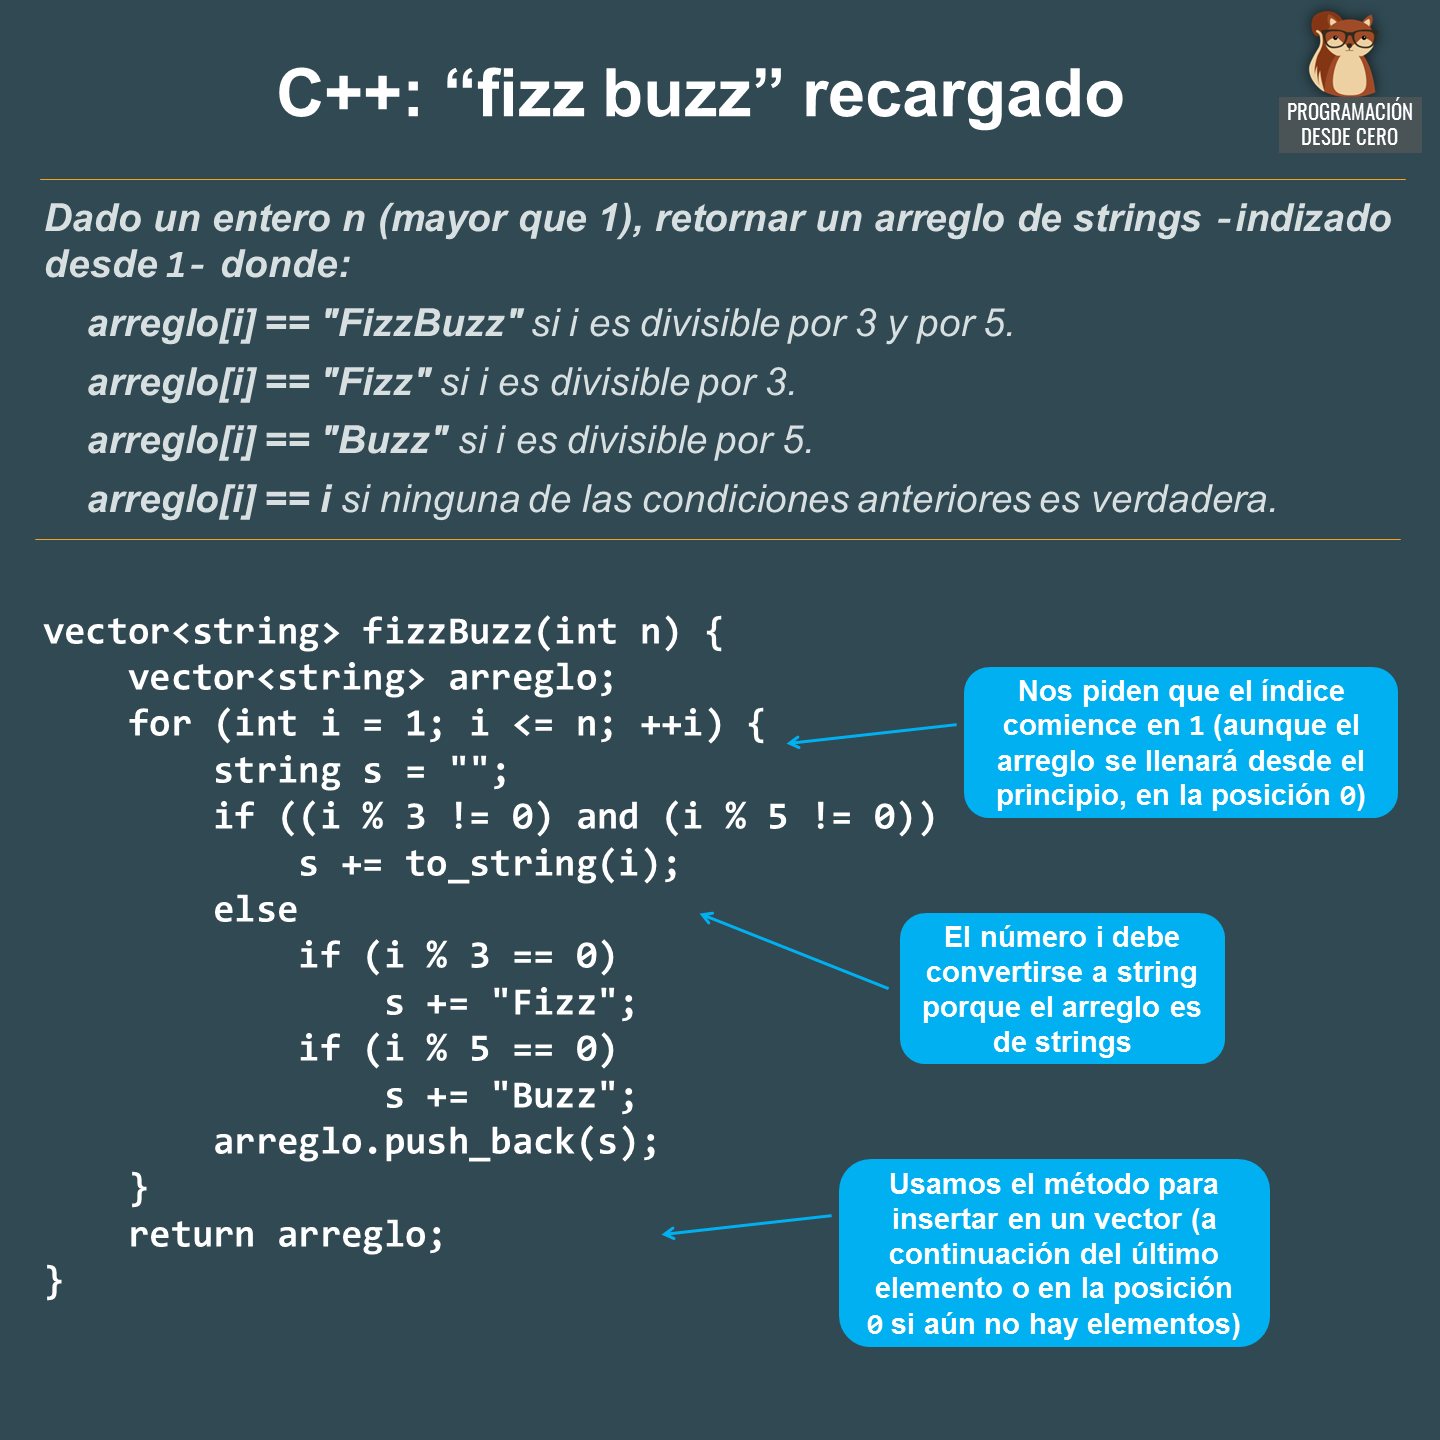 C++: “fizz buzz” recargado
PROGRAMACIÓN
DESDE CERO
Dado un entero n (mayor que 1), retornar un arreglo de strings -indizado
desde 1- donde:
arreglo[i] == "FizzBuzz" si i es divisible por 3 y por 5.
arreglo[i] == "Fizz" si i es divisible por 3.
arreglo[i] == "Buzz" si i es divisible por 5.
arreglo[i] == i si ninguna de las condiciones anteriores es verdadera.
vector<string> fizzBuzz(int n) {
    vector<string> arreglo;
    for (int i = 1; i <= n; ++i) {
        string s = "";
        if ((i % 3 != 0) and (i % 5 != 0))
            s += to_string(i);
        else
            if (i % 3 == 0)
                s += "Fizz";
            if (i % 5 == 0)
                s += "Buzz";
        arreglo.push_back(s);
    }
    return arreglo;
}
Nos piden que el índice
comience en 1 (aunque el
arreglo se llenará desde el
principio, en la posición 0)
El número i debe
convertirse a string
porque el arreglo es
de strings
Usamos el método para
insertar en un vector (a
continuación del último
elemento o en la posición
0 si aún no hay elementos)